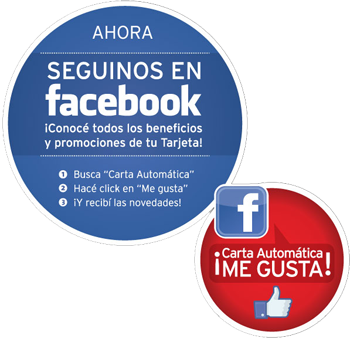 AHORA
SEGUINOS EN
facebook
¡Conocé todos los beneficios
y promociones de tu Tarjeta!
1 Busca “Carta Automática”
2 Hacé click en “Me gusta”
3 ¡Y recibí las novedades!
f
Carta Automática
¡ME GUSTA!